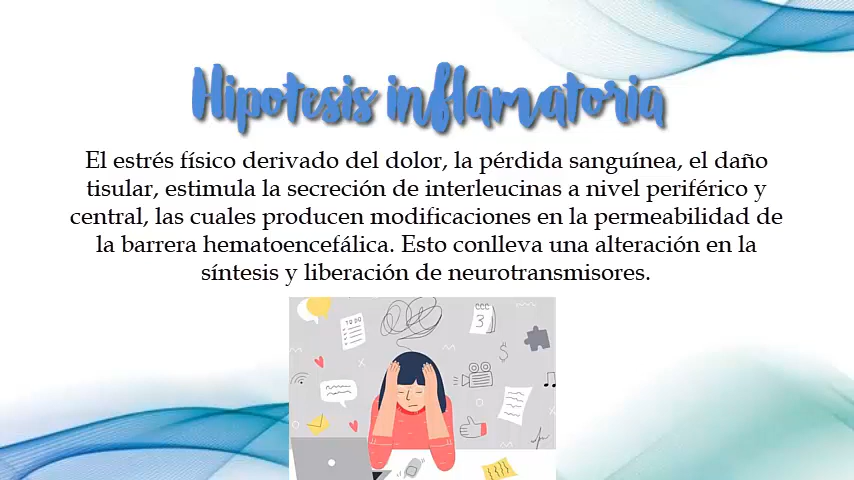 Hipotesis inflamatoria
El estrés físico derivado del dolor, la pérdida sanguínea, el daño
tisular, estimula la secreción de interleucinas a nivel periférico y
central, las cuales producen modificaciones en la permeabilidad de
la barrera hematoencefálica. Esto conlleva una alteración en la
síntesis y liberación de neurotransmisores.
3
$